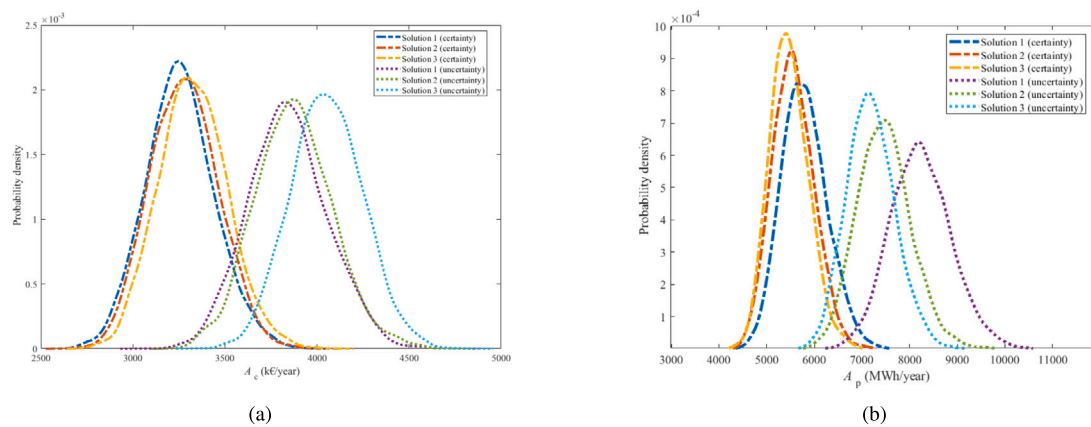 2.5
×10⁻³
2
1.5
1
0.5
0
Probability density
2500
3000
3500
4000
4500
5000
A_c (k€/year)
Solution 1 (certainty)
Solution 2 (certainty)
Solution 3 (certainty)
Solution 1 (uncertainty)
Solution 2 (uncertainty)
Solution 3 (uncertainty)
(a)
×10⁻⁴
10
9
8
7
6
5
4
3
2
1
Probability density
3000
4000
5000
6000
7000
8000
9000
10000
11000
A_p (MWh/year)
Solution 1 (certainty)
Solution 2 (certainty)
Solution 3 (certainty)
Solution 1 (uncertainty)
Solution 2 (uncertainty)
Solution 3 (uncertainty)
(b)